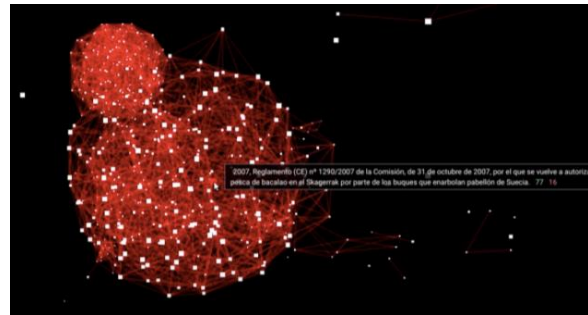 2007, Reglamento (CE) nº 1290/2007 de la Comisión, de 31 de octubre de 2007, por el que se vuelve a autoriz
pesca de bacalao en el Skagerrak por parte de los buques que enarbolan pabellón de Suecia. 77 16